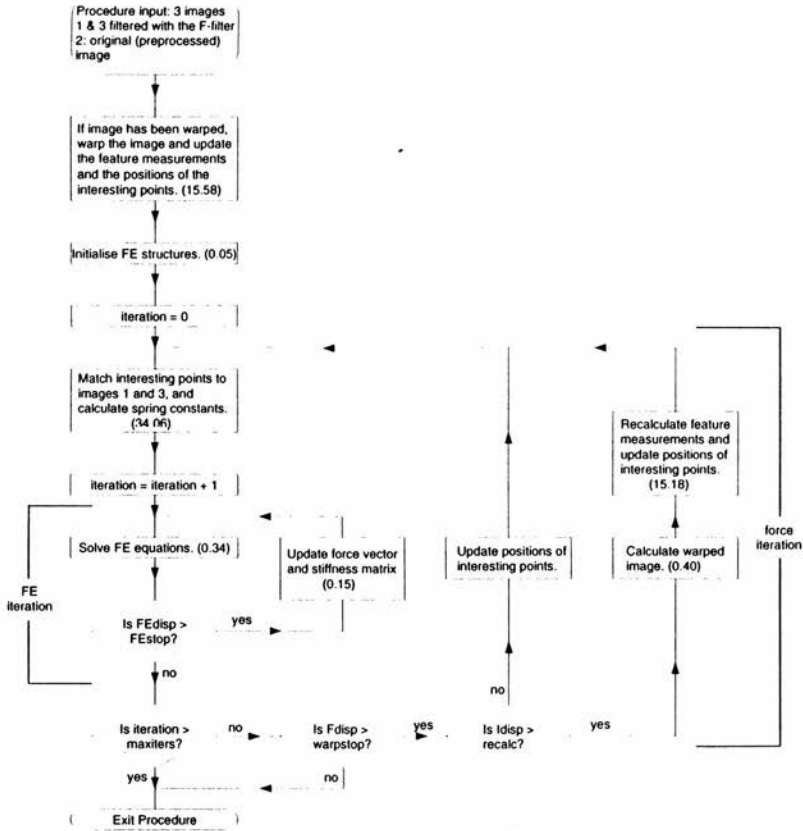 Procedure input: 3 images
1 & 3 filtered with the F-filter
2: original (preprocessed)
image
If image has been warped,
warp the image and update
the feature measurements
and the positions of the
interesting points. (15.58)
Initialise FE structures. (0.05)
iteration = 0
Match interesting points to
images 1 and 3, and
calculate spring constants.
(34.06)
iteration = iteration + 1
Solve FE equations. (0.34)
Update force vector
and stiffness matrix
(0.15)
Update positions of
interesting points.
Recalculate feature
measurements and
update positions of
interesting points.
(15.18)
Calculate warped
image. (0.40)
force
iteration
FE
iteration
Is FEdisp >
FEstop?
yes
no
Is iteration >
maxiters?
no
Is Fdisp >
warpstop?
yes
Is Idisp >
recalc?
yes
no
yes
no
Exit Procedure